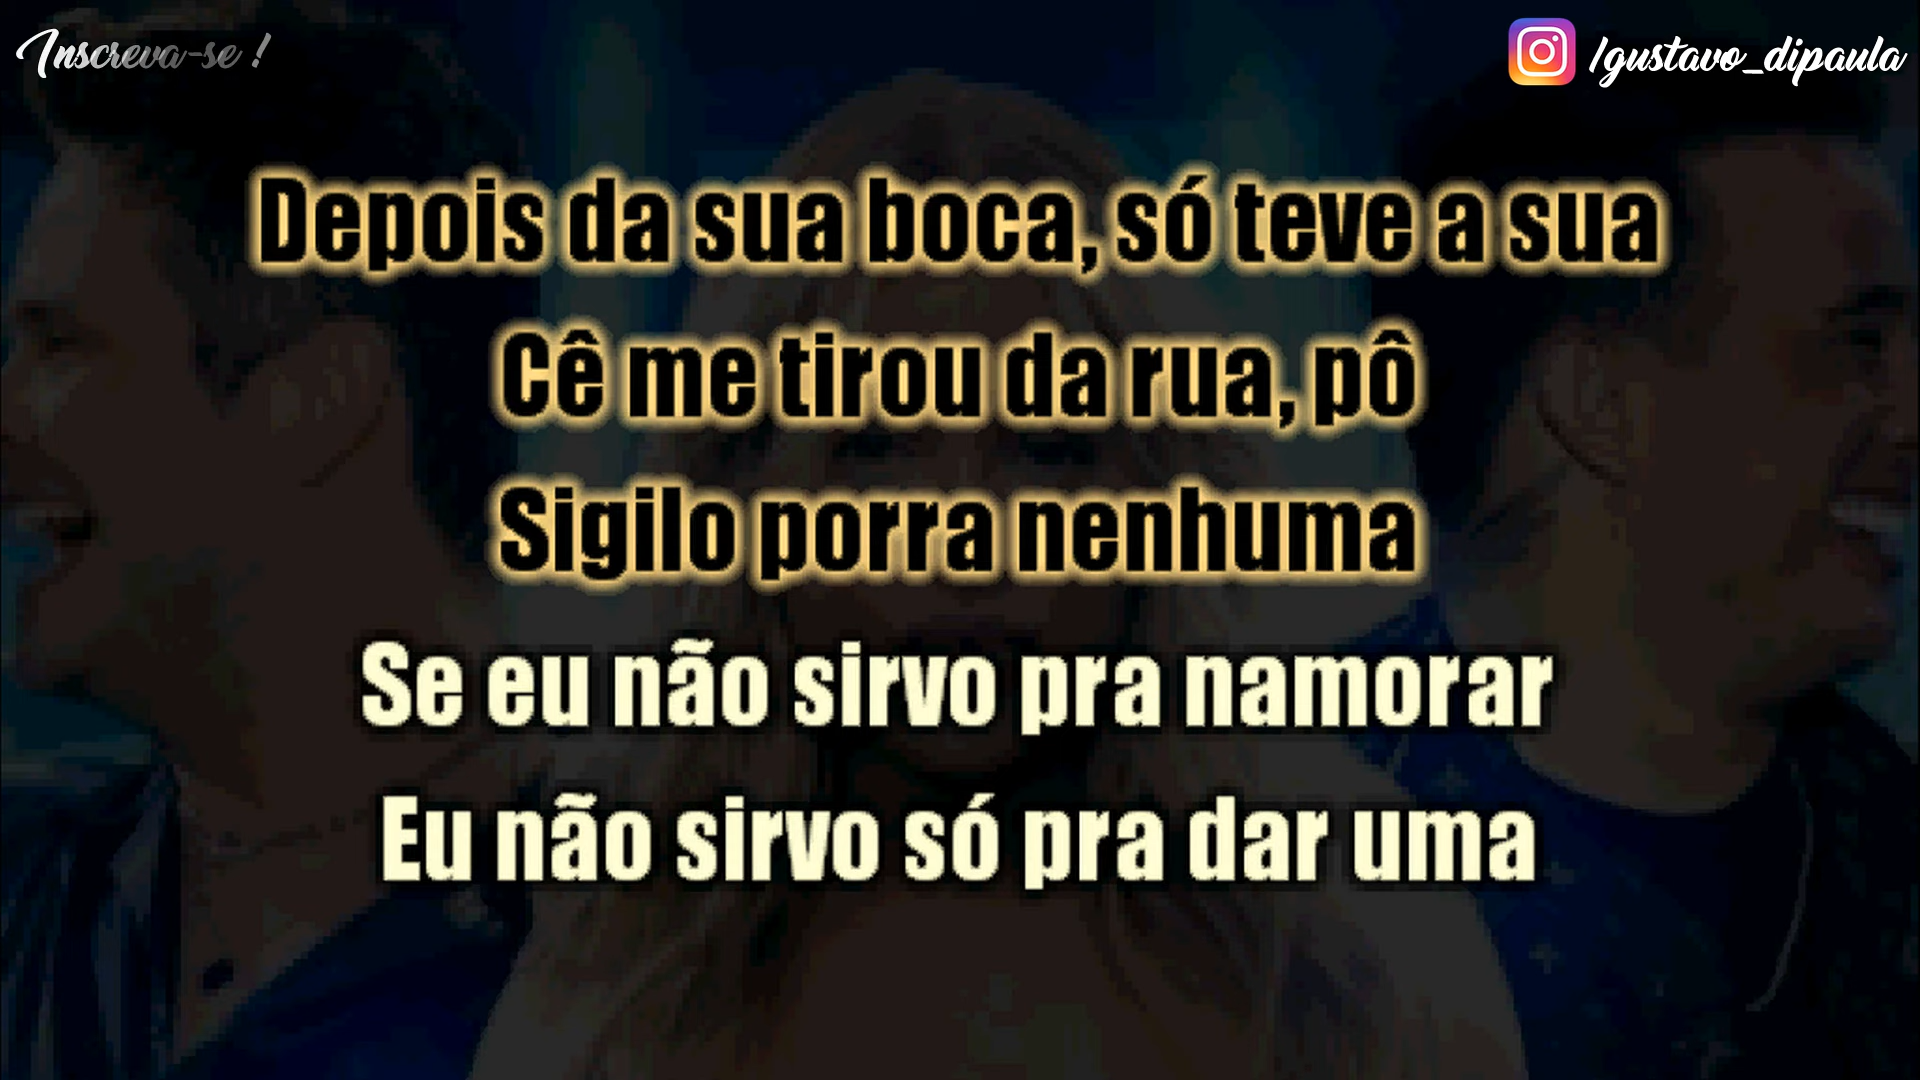 Inscreva-se !
/gustavo_dipaula
Depois da sua boca, só teve a sua
Cê me tirou da rua, pô
Sigilo porra nenhuma
Se eu não sirvo pra namorar
Eu não sirvo só pra dar uma